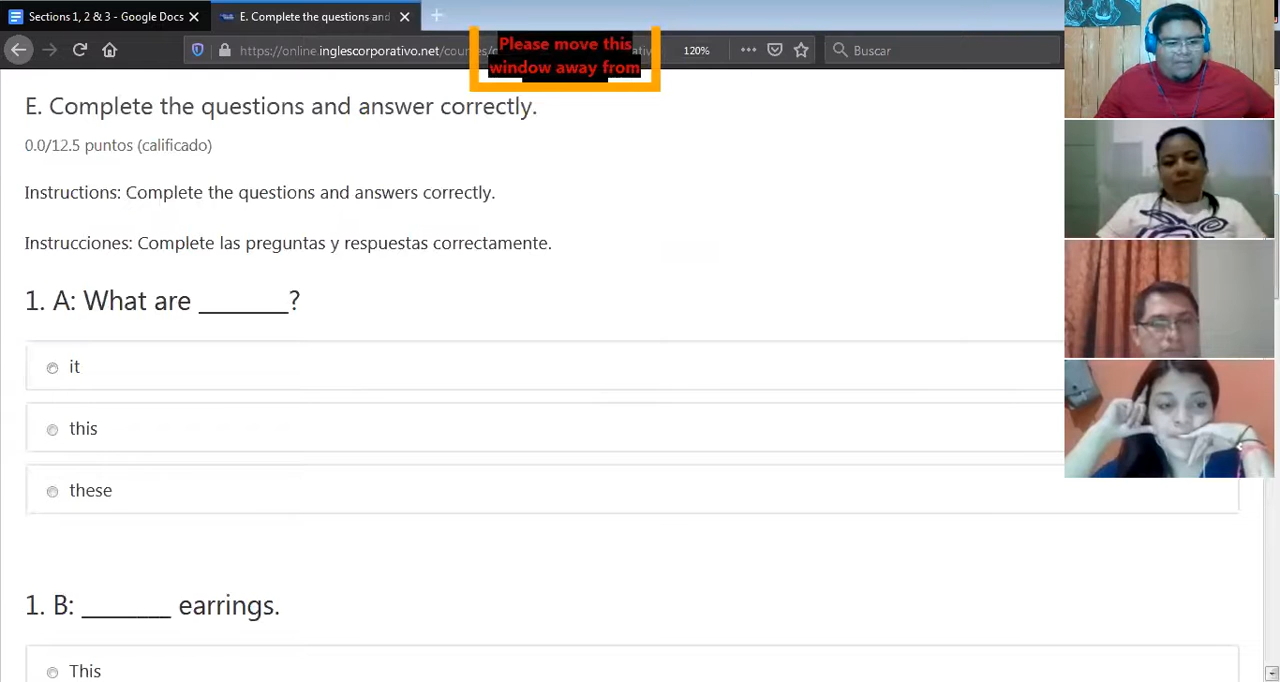 Sections 1, 2 & 3 - Google Docs
E. Complete the questions and
https://online.inglescorporativo.net/cour
Please move this
window away from
120%
Buscar
E. Complete the questions and answer correctly.
0.0/12.5 puntos (calificado)
Instructions: Complete the questions and answers correctly.
Instrucciones: Complete las preguntas y respuestas correctamente.
1. A: What are _______?
it
this
these
1. B: _______ earrings.
This